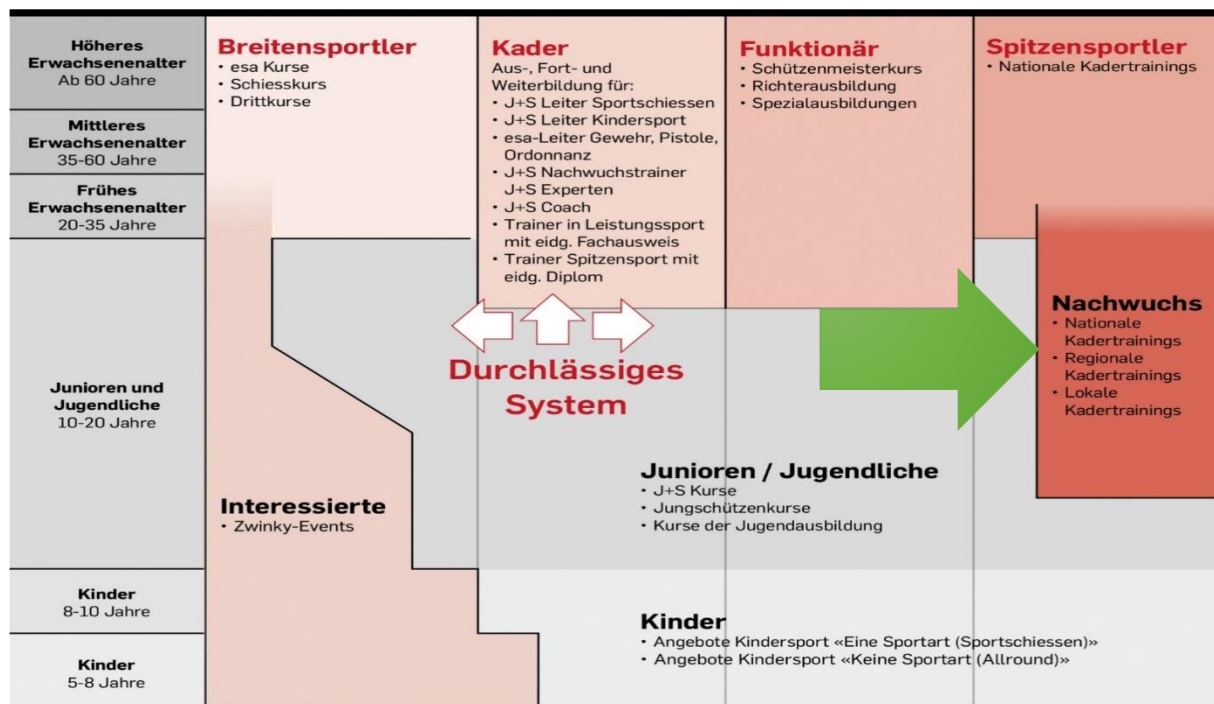 Höheres
Erwachsenenalter
Ab 60 Jahre
Mittleres
Erwachsenenalter
35-60 Jahre
Frühes
Erwachsenenalter
20-35 Jahre
Junioren und
Jugendliche
10-20 Jahre
Kinder
8-10 Jahre
Kinder
5-8 Jahre
Breitensportler
• esa Kurse
• Schiesskurs
• Drittkurse
Kader
Aus-, Fort- und
Weiterbildung für:
• J+S Leiter Sportschiessen
• J+S Leiter Kindersport
• esa-Leiter Gewehr, Pistole,
Ordonnanz
• J+S Nachwuchstrainer
J+S Experten
• J+S Coach
• Trainer in Leistungssport
mit eidg. Fachausweis
• Trainer Spitzensport mit
eidg. Diplom
Funktionär
• Schützenmeisterkurs
• Richterausbildung
• Spezialausbildungen
Spitzensportler
• Nationale Kadertrainings
Nachwuchs
• Nationale
Kadertrainings
• Regionale
Kadertrainings
• Lokale
Kadertrainings
Durchlässiges
System
Interessierte
• Zwinky-Events
Junioren / Jugendliche
• J+S Kurse
• Jungschützenkurse
• Kurse der Jugendausbildung
Kinder
• Angebote Kindersport «Eine Sportart (Sportschiessen)»
• Angebote Kindersport «Keine Sportart (Allround)»